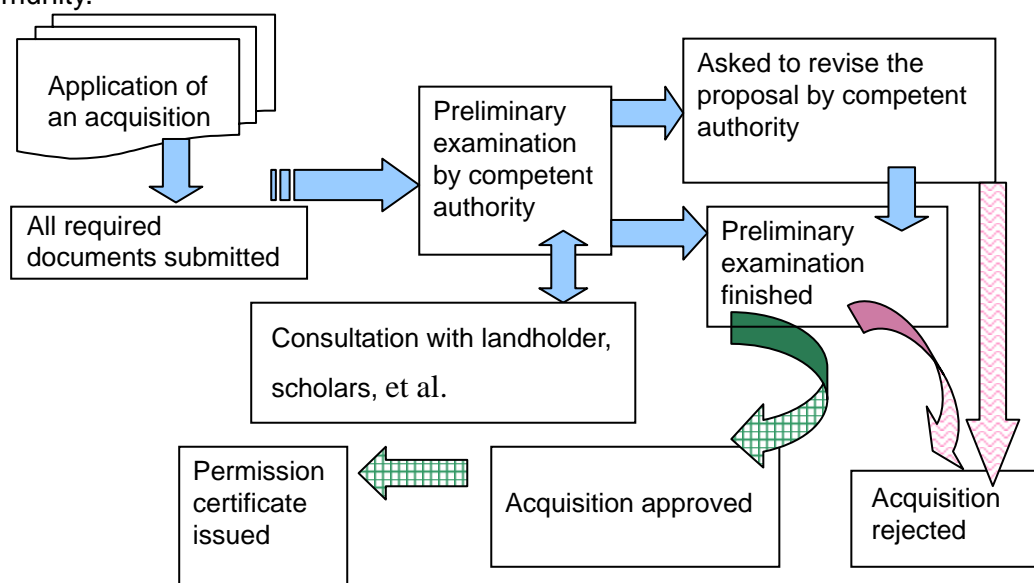 munity.
Application of
an acquisition
All required
documents submitted
Preliminary
examination
by competent
authority
Asked to revise the
proposal by competent
authority
Preliminary
examination
finished
Consultation with landholder,
scholars, et al.
Permission
certificate
issued
Acquisition approved
Acquisition
rejected